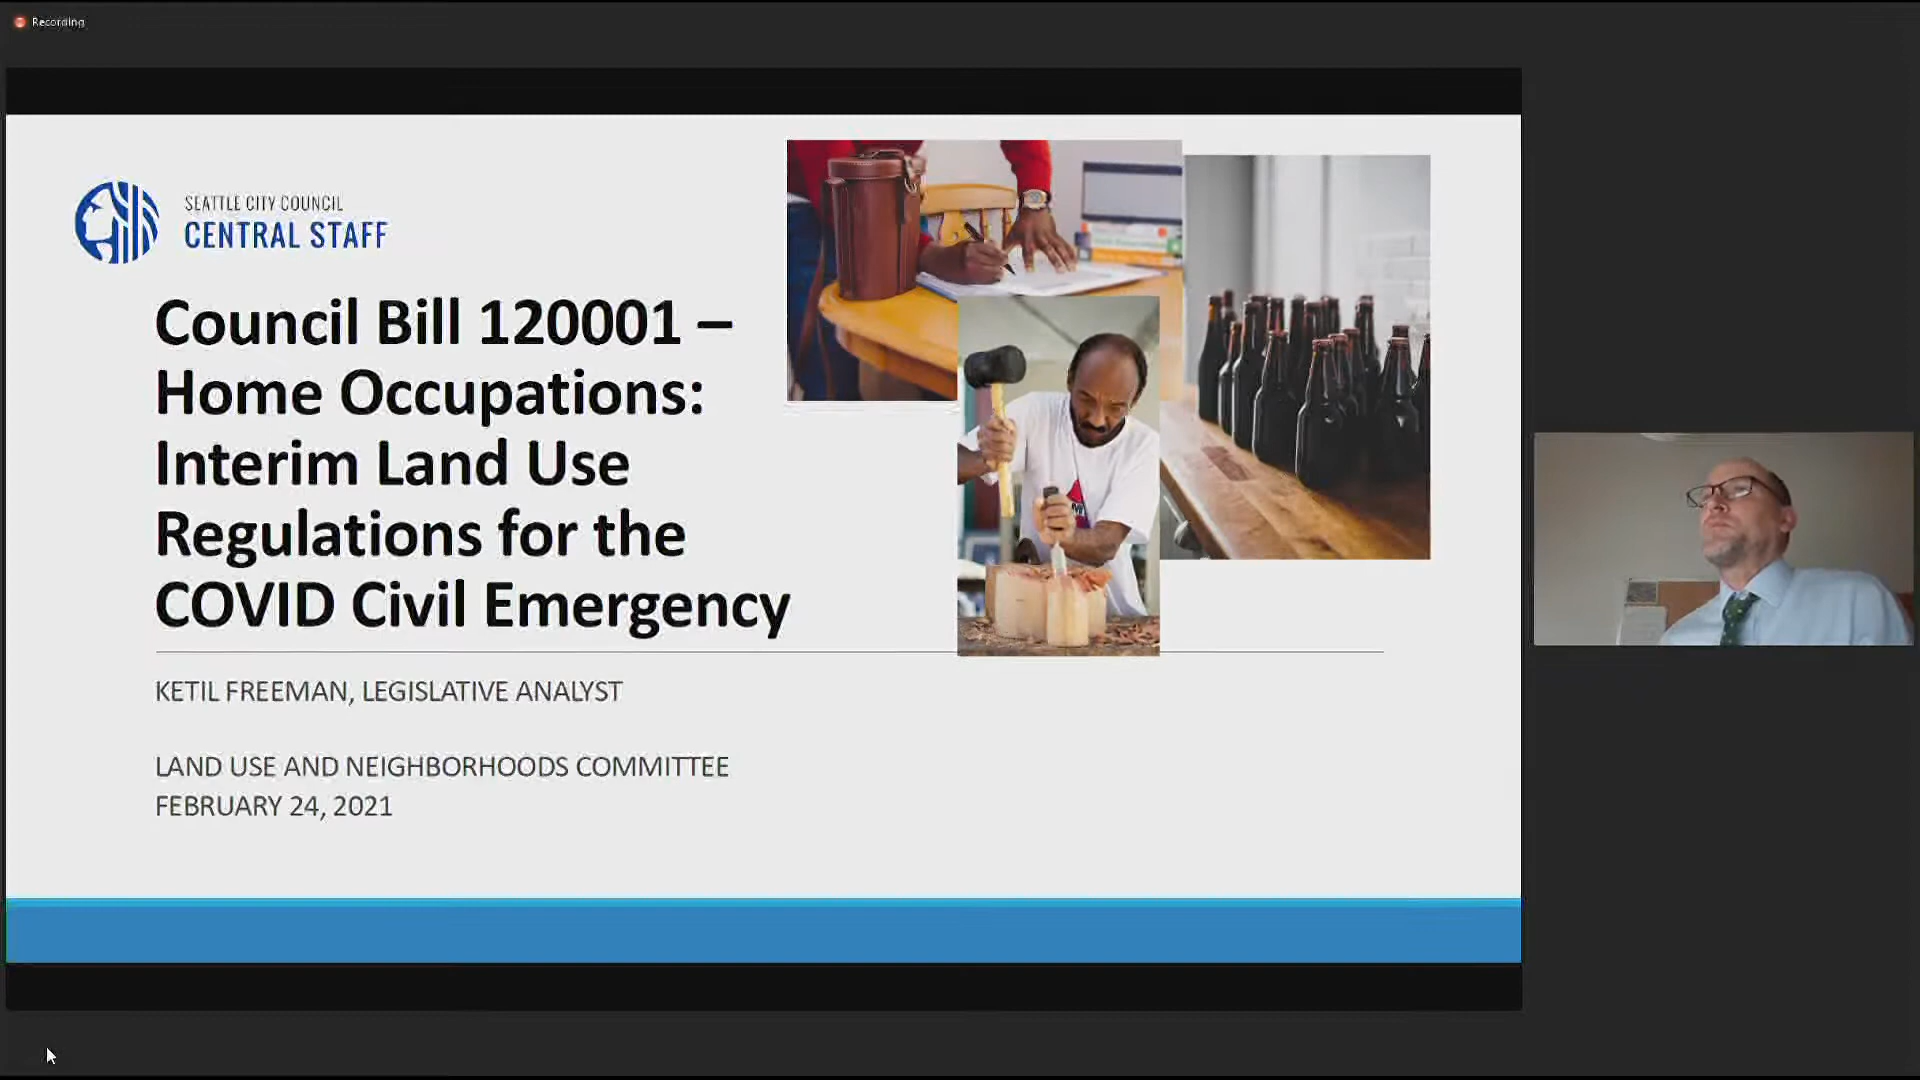 Recording
SEATTLE CITY COUNCIL
CENTRAL STAFF
Council Bill 120001 –
Home Occupations:
Interim Land Use
Regulations for the
COVID Civil Emergency
KETIL FREEMAN, LEGISLATIVE ANALYST
LAND USE AND NEIGHBORHOODS COMMITTEE
FEBRUARY 24, 2021